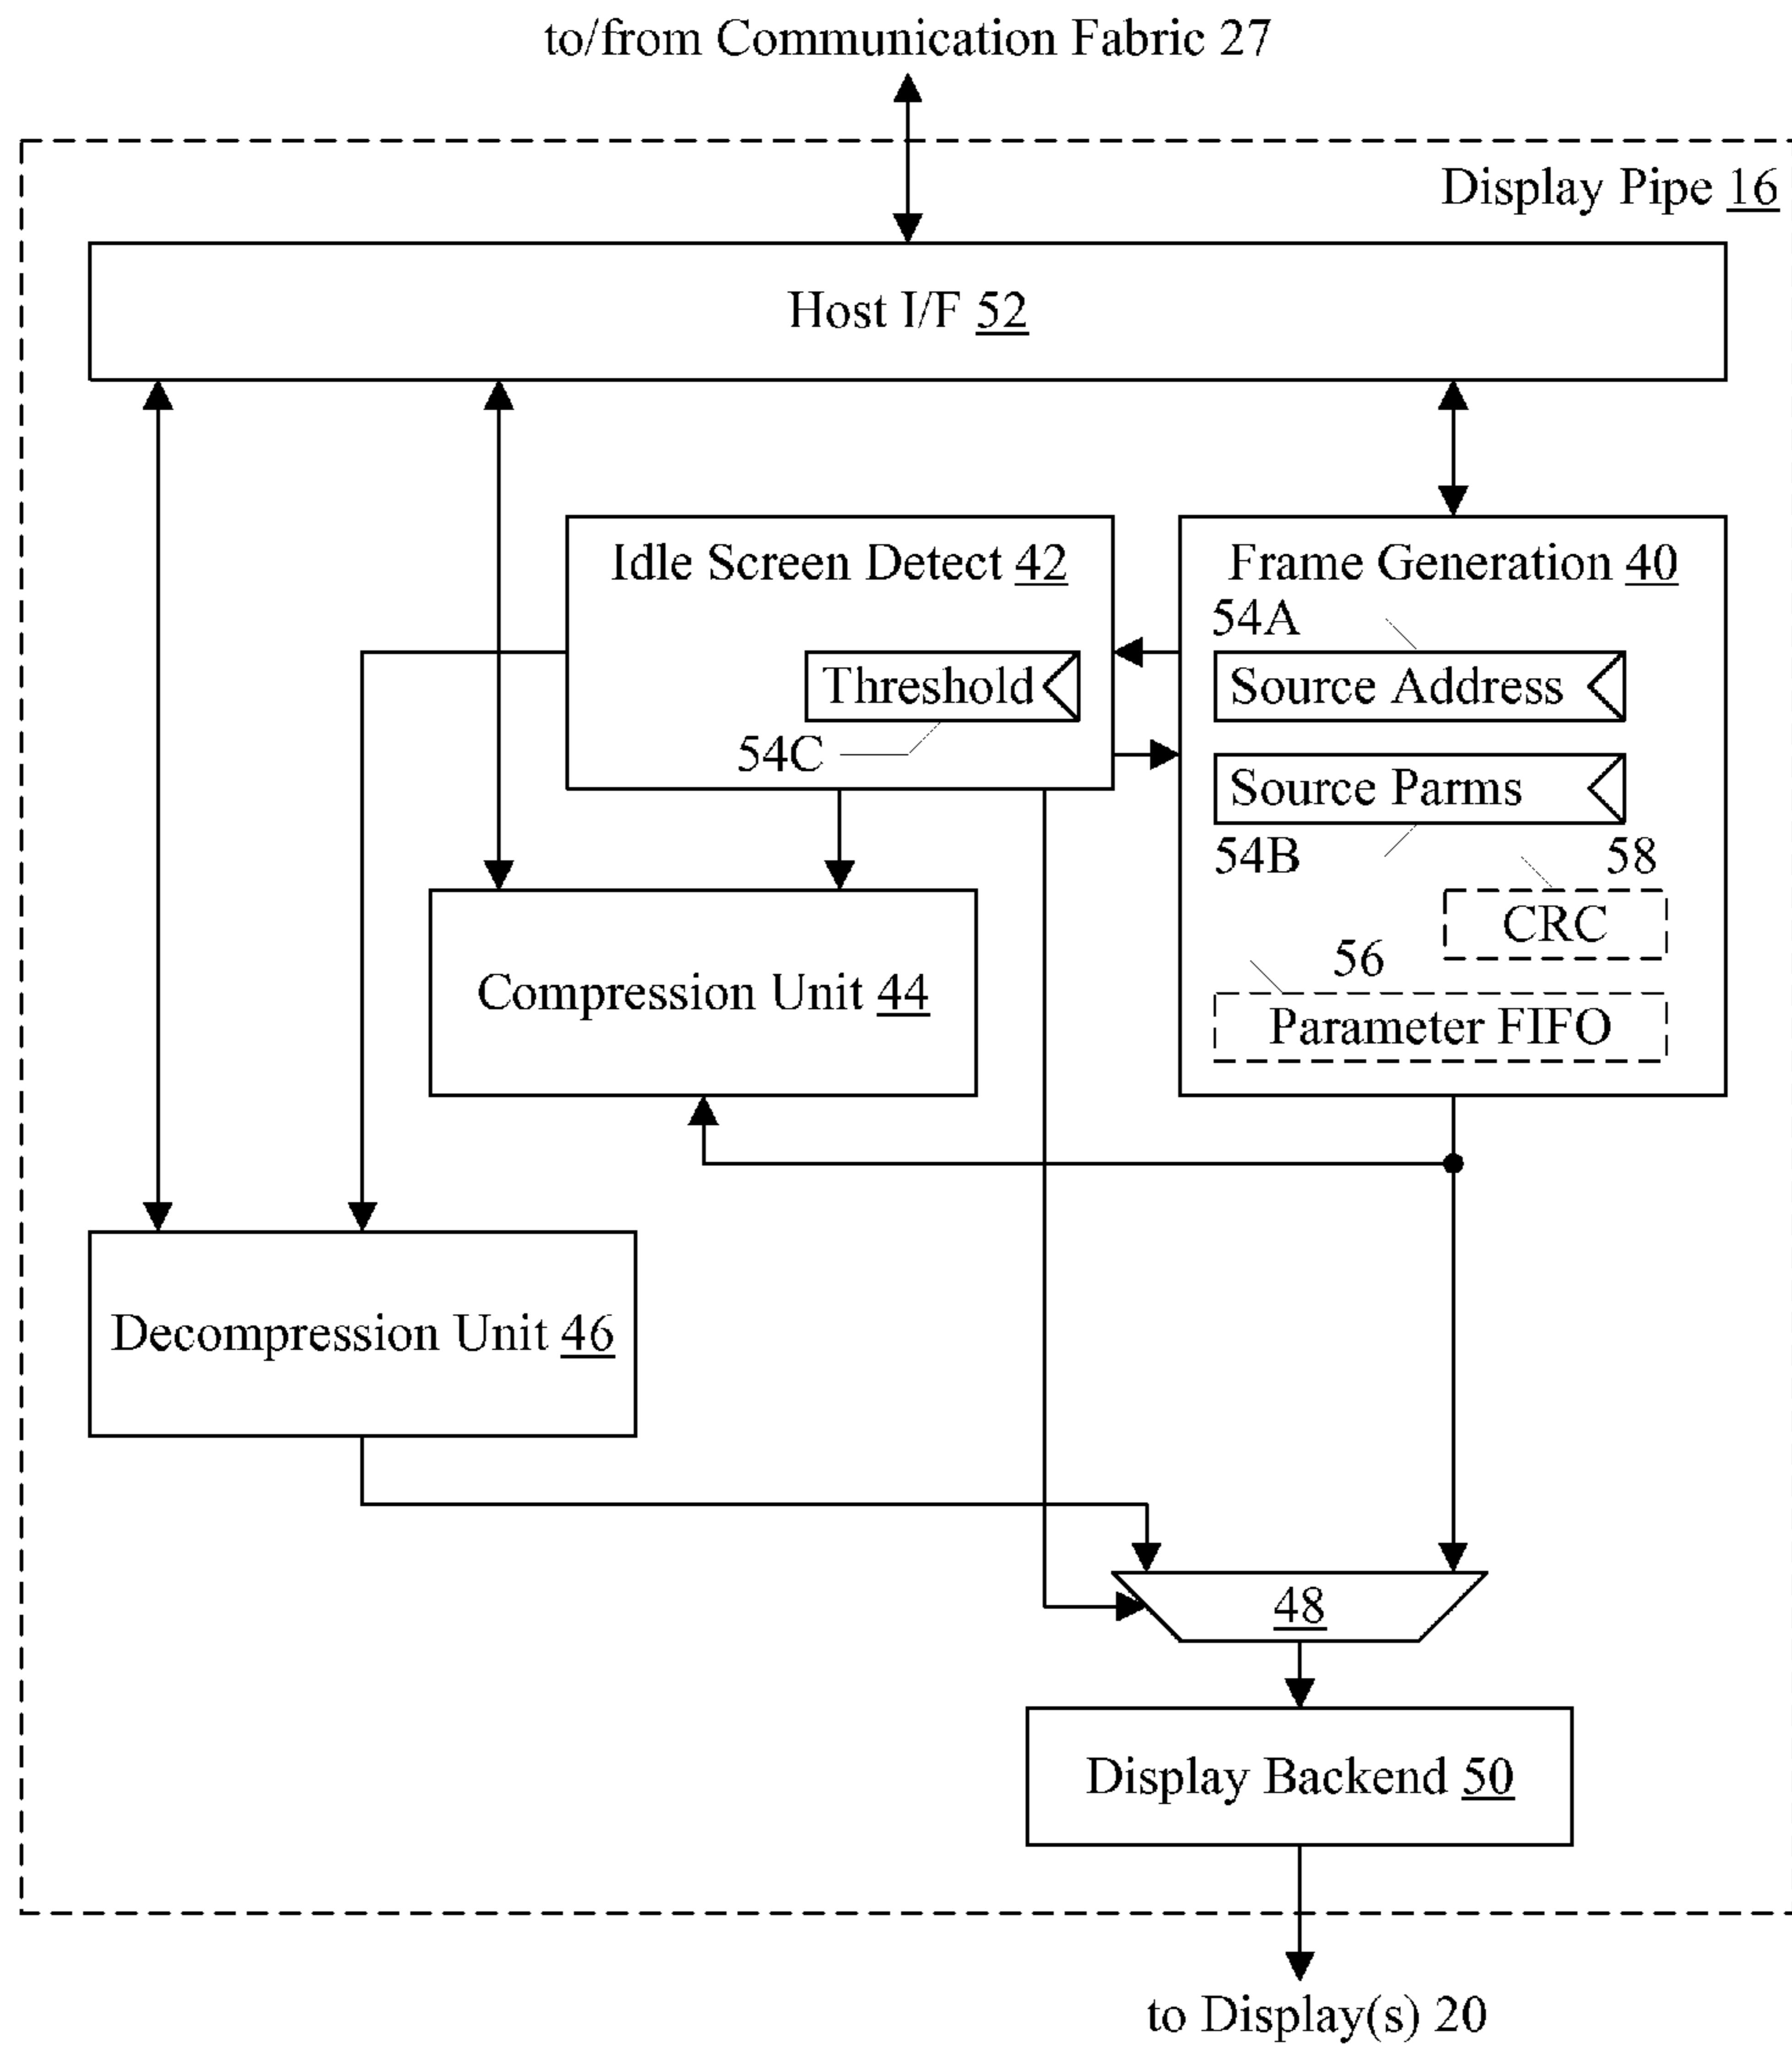 to/from Communication Fabric 27
Display Pipe 16
Host I/F 52
Idle Screen Detect 42
Threshold
54C
Frame Generation 40
54A
Source Address
Source Parms
54B
58
CRC
56
Parameter FIFO
Compression Unit 44
Decompression Unit 46
48
Display Backend 50
to Display(s) 20